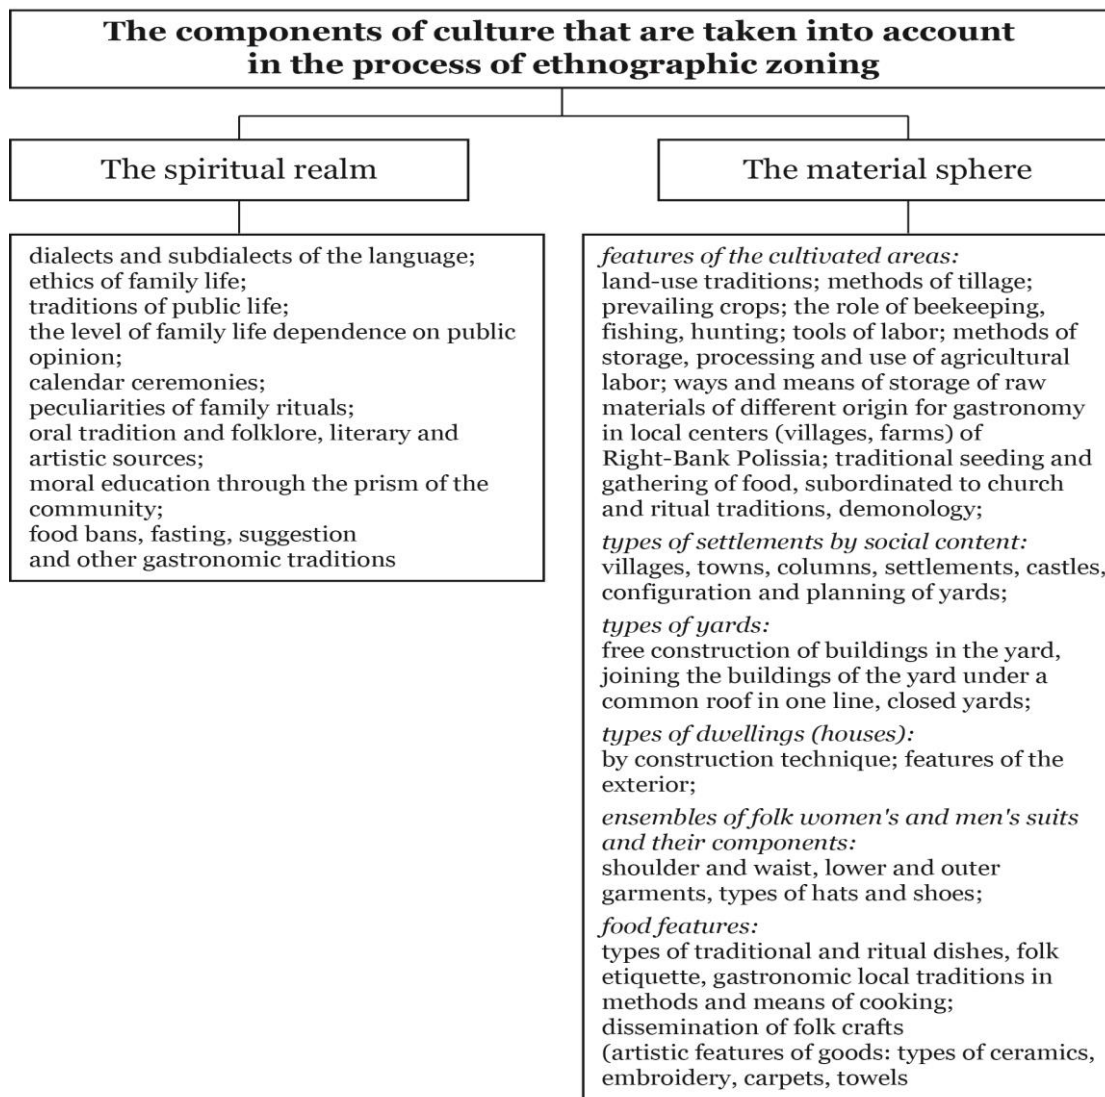 The components of culture that are taken into account
in the process of ethnographic zoning
The spiritual realm
dialects and subdialects of the language;
ethics of family life;
traditions of public life;
the level of family life dependence on public
opinion;
calendar ceremonies;
peculiarities of family rituals;
oral tradition and folklore, literary and
artistic sources;
moral education through the prism of the
community;
food bans, fasting, suggestion
and other gastronomic traditions
The material sphere
features of the cultivated areas:
land-use traditions; methods of tillage;
prevailing crops; the role of beekeeping,
fishing, hunting; tools of labor; methods of
storage, processing and use of agricultural
labor; ways and means of storage of raw
materials of different origin for gastronomy
in local centers (villages, farms) of
Right-Bank Polissia; traditional seeding and
gathering of food, subordinated to church
and ritual traditions, demonology;
types of settlements by social content:
villages, towns, columns, settlements, castles,
configuration and planning of yards;
types of yards:
free construction of buildings in the yard,
joining the buildings of the yard under a
common roof in one line, closed yards;
types of dwellings (houses):
by construction technique; features of the
exterior;
ensembles of folk women's and men's suits
and their components:
shoulder and waist, lower and outer
garments, types of hats and shoes;
food features:
types of traditional and ritual dishes, folk
etiquette, gastronomic local traditions in
methods and means of cooking;
dissemination of folk crafts
(artistic features of goods: types of ceramics,
embroidery, carpets, towels